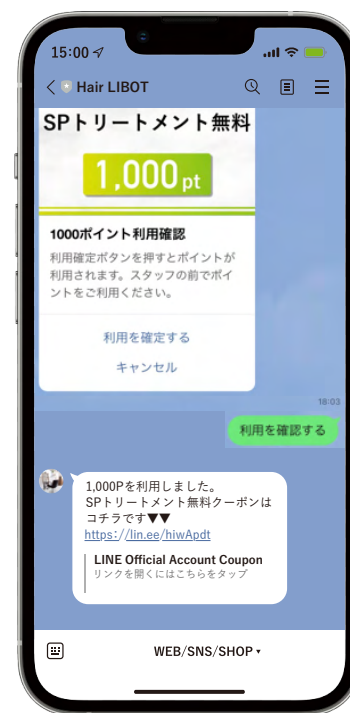 15:00
Hair LIBOT
SPトリートメント無料
1,000 pt
1000ポイント利用確認
利用確定ボタンを押すとポイントが
利用されます。スタッフの前でポイ
ントをご利用ください。
利用を確定する
キャンセル
18:03
利用を確認する
1,000Pを利用しました。
SPトリートメント無料クーポンは
コチラです▼▼
https://lin.ee/hiwApdt
LINE Official Account Coupon
リンクを開くにはこちらをタップ
WEB/SNS/SHOP▼